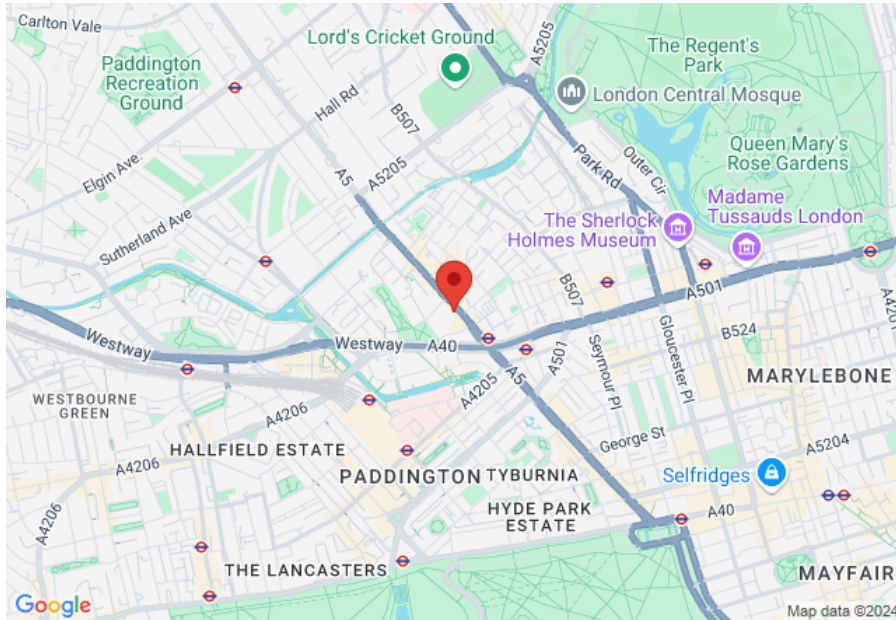 Carlton Vale
Lord's Cricket Ground
A5205
The Regent's
Park
Paddington
Recreation
Ground
Hall Rd
B507
London Central Mosque
Queen Mary's
Rose Gardens
Elgin Ave.
A5
A5205
Park Rd
Outer Cir
Madame
Tussauds London
Sutherland Ave
The Sherlock
Holmes Museum
B507
A501
Westway
Westway
A40
A501
Seymour Pl
Gloucester Pl
B524
A420
A5
A4205
MARYLEBONE
WESTBOURNE
GREEN
A4206
HALLFIELD ESTATE
A4206
George St
A5204
PADDINGTON
TYBURNIA
Selfridges
A4206
HYDE PARK
ESTATE
A40
THE LANCASTERS
MAYFAIR
Google
Map data ©2024